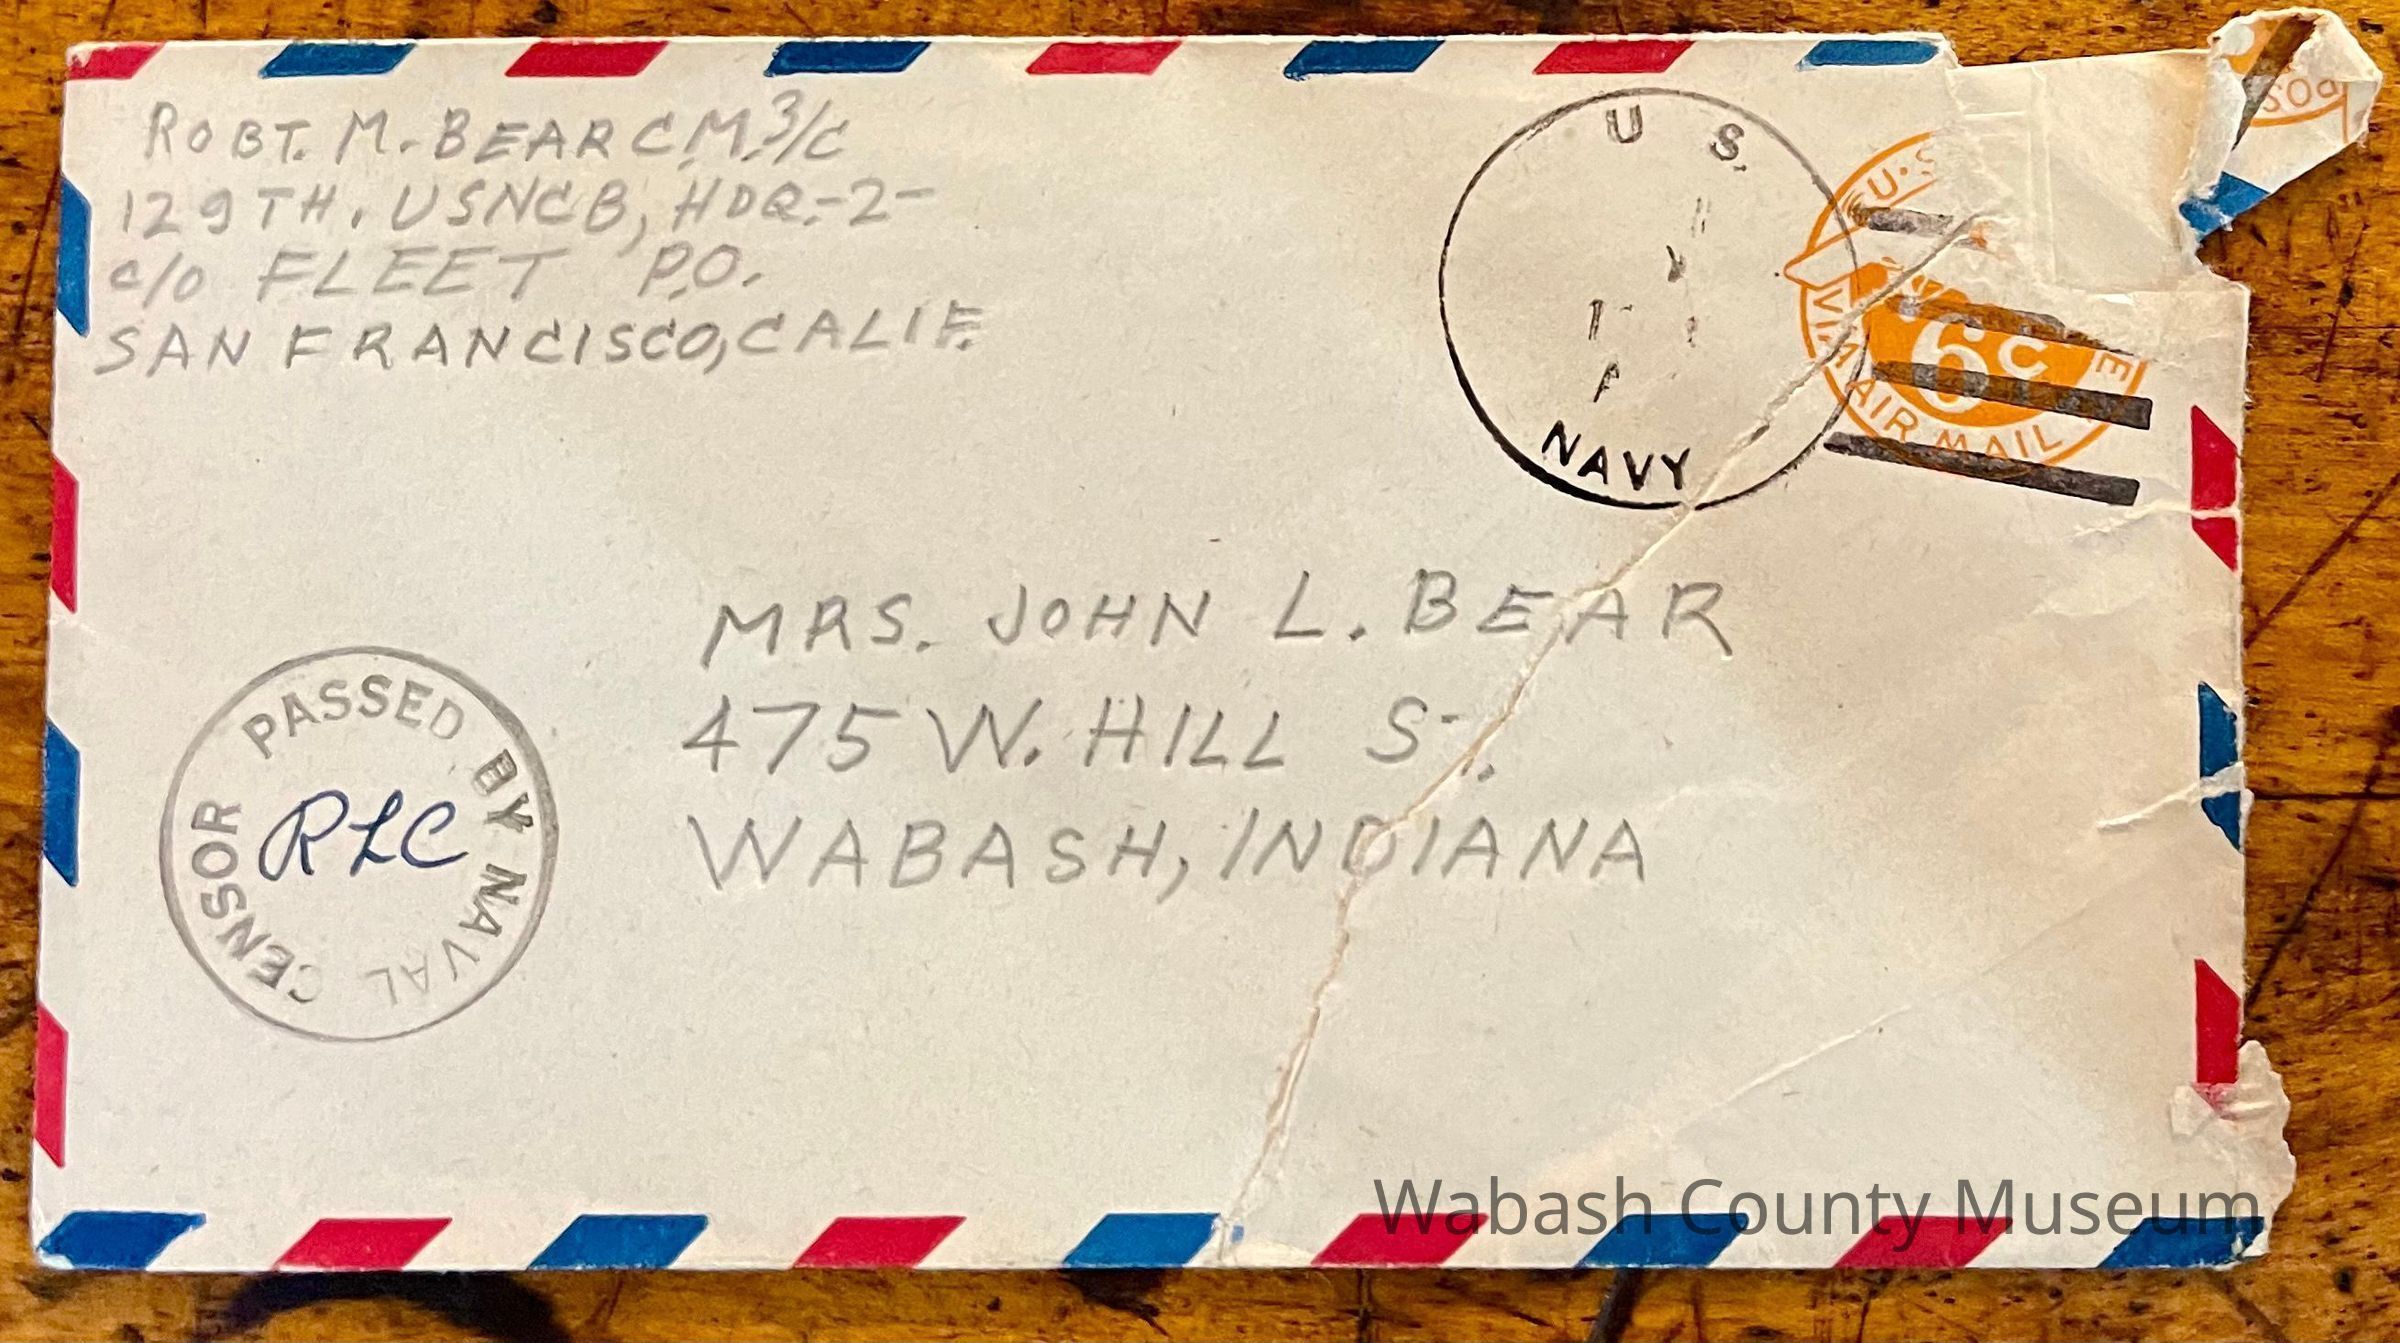 ROBT. M. BEAR C.M. 3/C
129TH. USNCB, HDQ.-2-
c/o FLEET P.O.
SAN FRANCISCO, CALIF.
U S.
NAVY
U.S
6c
VIA AIR MAIL
POS
MRS. JOHN L. BEAR
475 W. HILL ST.
WABASH, INDIANA
PASSED BY NAVAL CENSOR
RLC
Wabash County Museum